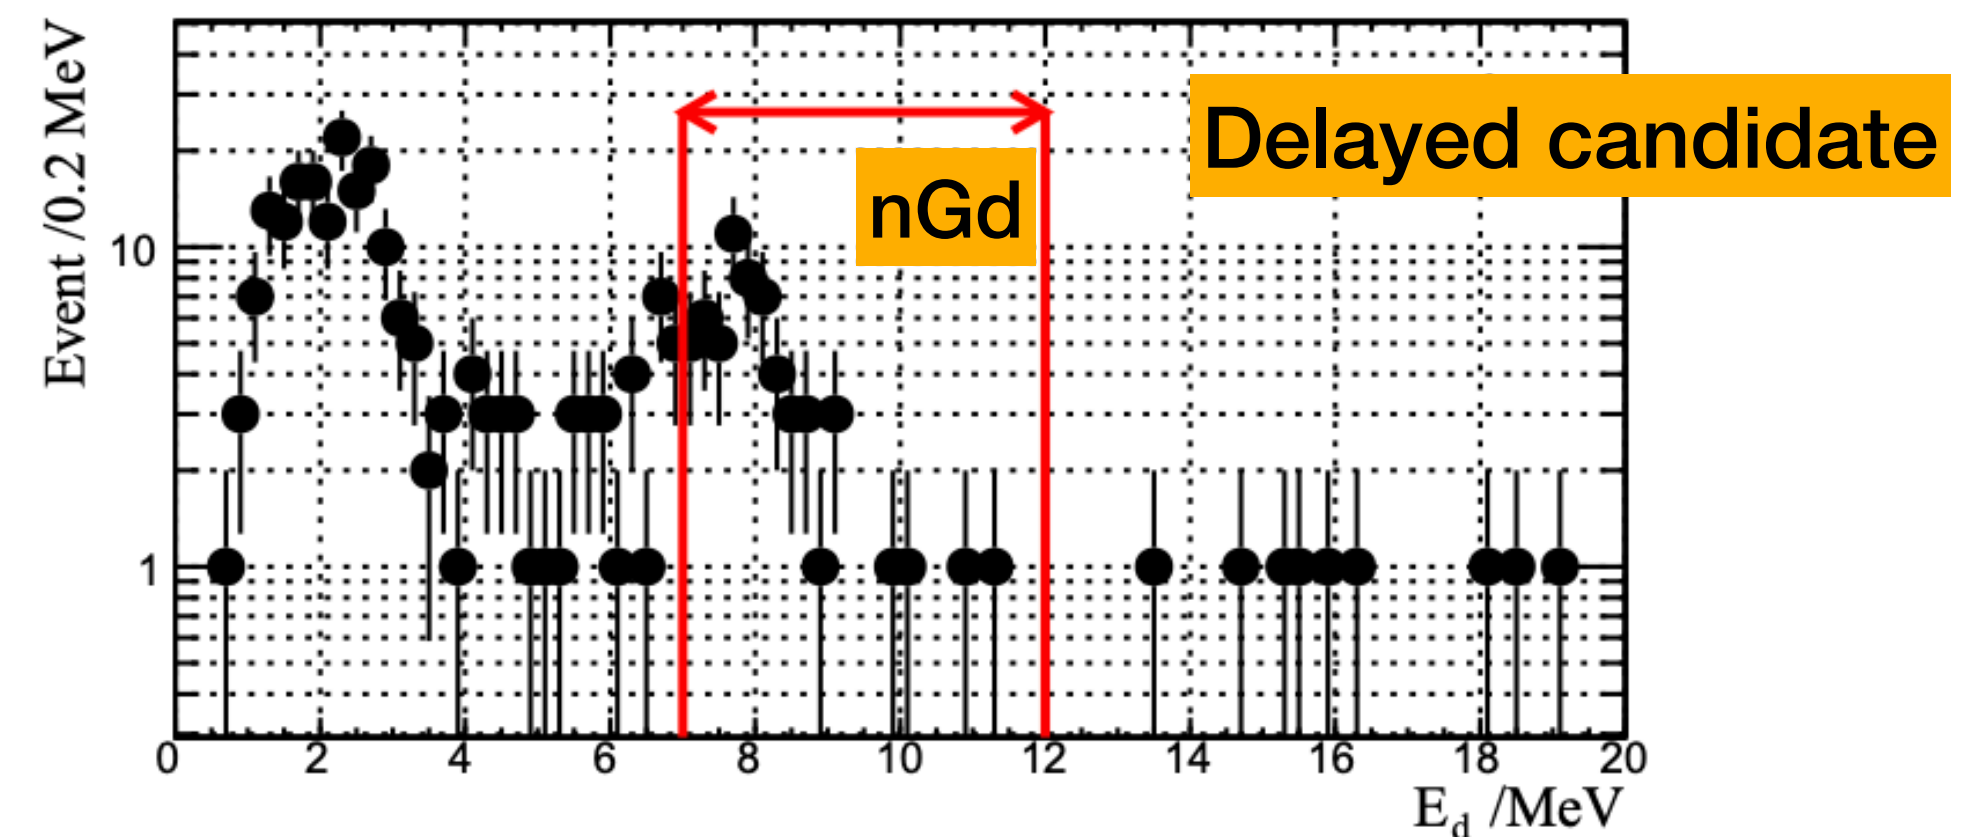 Event /0.2 MeV
10
1
Delayed candidate
nGd
0 2 4 6 8 10 12 14 16 18 20
E_d /MeV